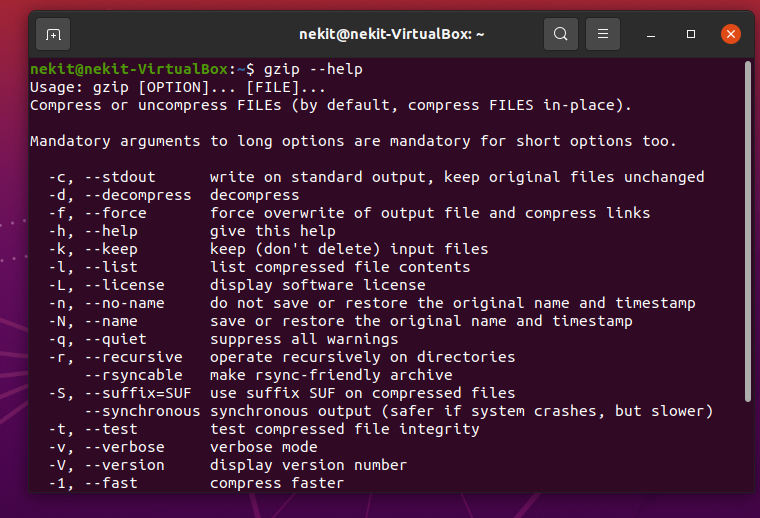 nekit@nekit-VirtualBox: ~
nekit@nekit-VirtualBox:~$ gzip --help
Usage: gzip [OPTION]... [FILE]...
Compress or uncompress FILEs (by default, compress FILES in-place).

Mandatory arguments to long options are mandatory for short options too.

  -c, --stdout      write on standard output, keep original files unchanged
  -d, --decompress  decompress
  -f, --force       force overwrite of output file and compress links
  -h, --help        give this help
  -k, --keep        keep (don't delete) input files
  -l, --list        list compressed file contents
  -L, --license     display software license
  -n, --no-name     do not save or restore the original name and timestamp
  -N, --name        save or restore the original name and timestamp
  -q, --quiet       suppress all warnings
  -r, --recursive   operate recursively on directories
      --rsyncable   make rsync-friendly archive
  -S, --suffix=SUF  use suffix SUF on compressed files
      --synchronous synchronous output (safer if system crashes, but slower)
  -t, --test        test compressed file integrity
  -v, --verbose     verbose mode
  -V, --version     display version number
  -1, --fast        compress faster